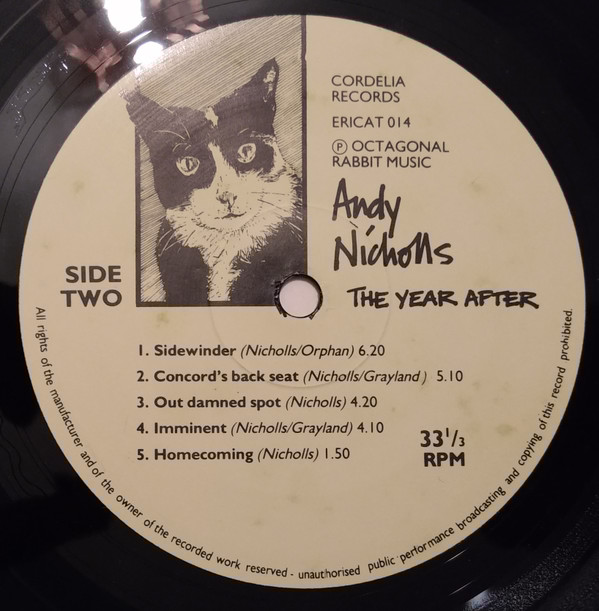 CORDELIA
RECORDS
ERICAT 014
Ⓟ OCTAGONAL
RABBIT MUSIC
Andy
Nicholls
THE YEAR AFTER
SIDE
TWO
1. Sidewinder (Nicholls/Orphan) 6.20
2. Concord's back seat (Nicholls/Grayland) 5.10
3. Out damned spot (Nicholls) 4.20
4. Imminent (Nicholls/Grayland) 4.10
5. Homecoming (Nicholls) 1.50
33 1/3
RPM
All rights of the manufacturer and of the owner of the recorded work reserved - unauthorised public performance broadcasting and copying of this record prohibited.